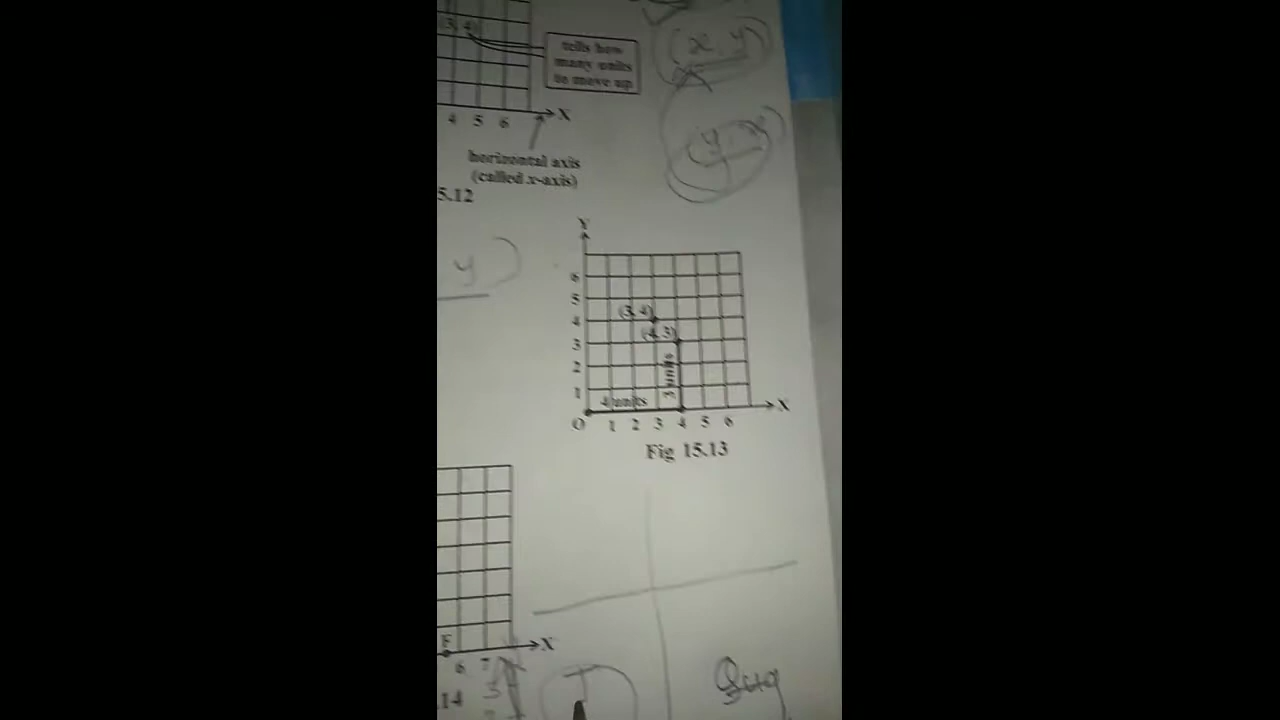 (3, 4)
tells how
many units
to move up
(x, y)
X
4 5 6
(y, x)
horizontal axis
(called x-axis)
5.12
y)
Y
6
5
(3, 4)
4
(4, 3)
3
3 units
2
1
4 units
X
O 1 2 3 4 5 6
Fig 15.13
F
X
6 7
.14
3